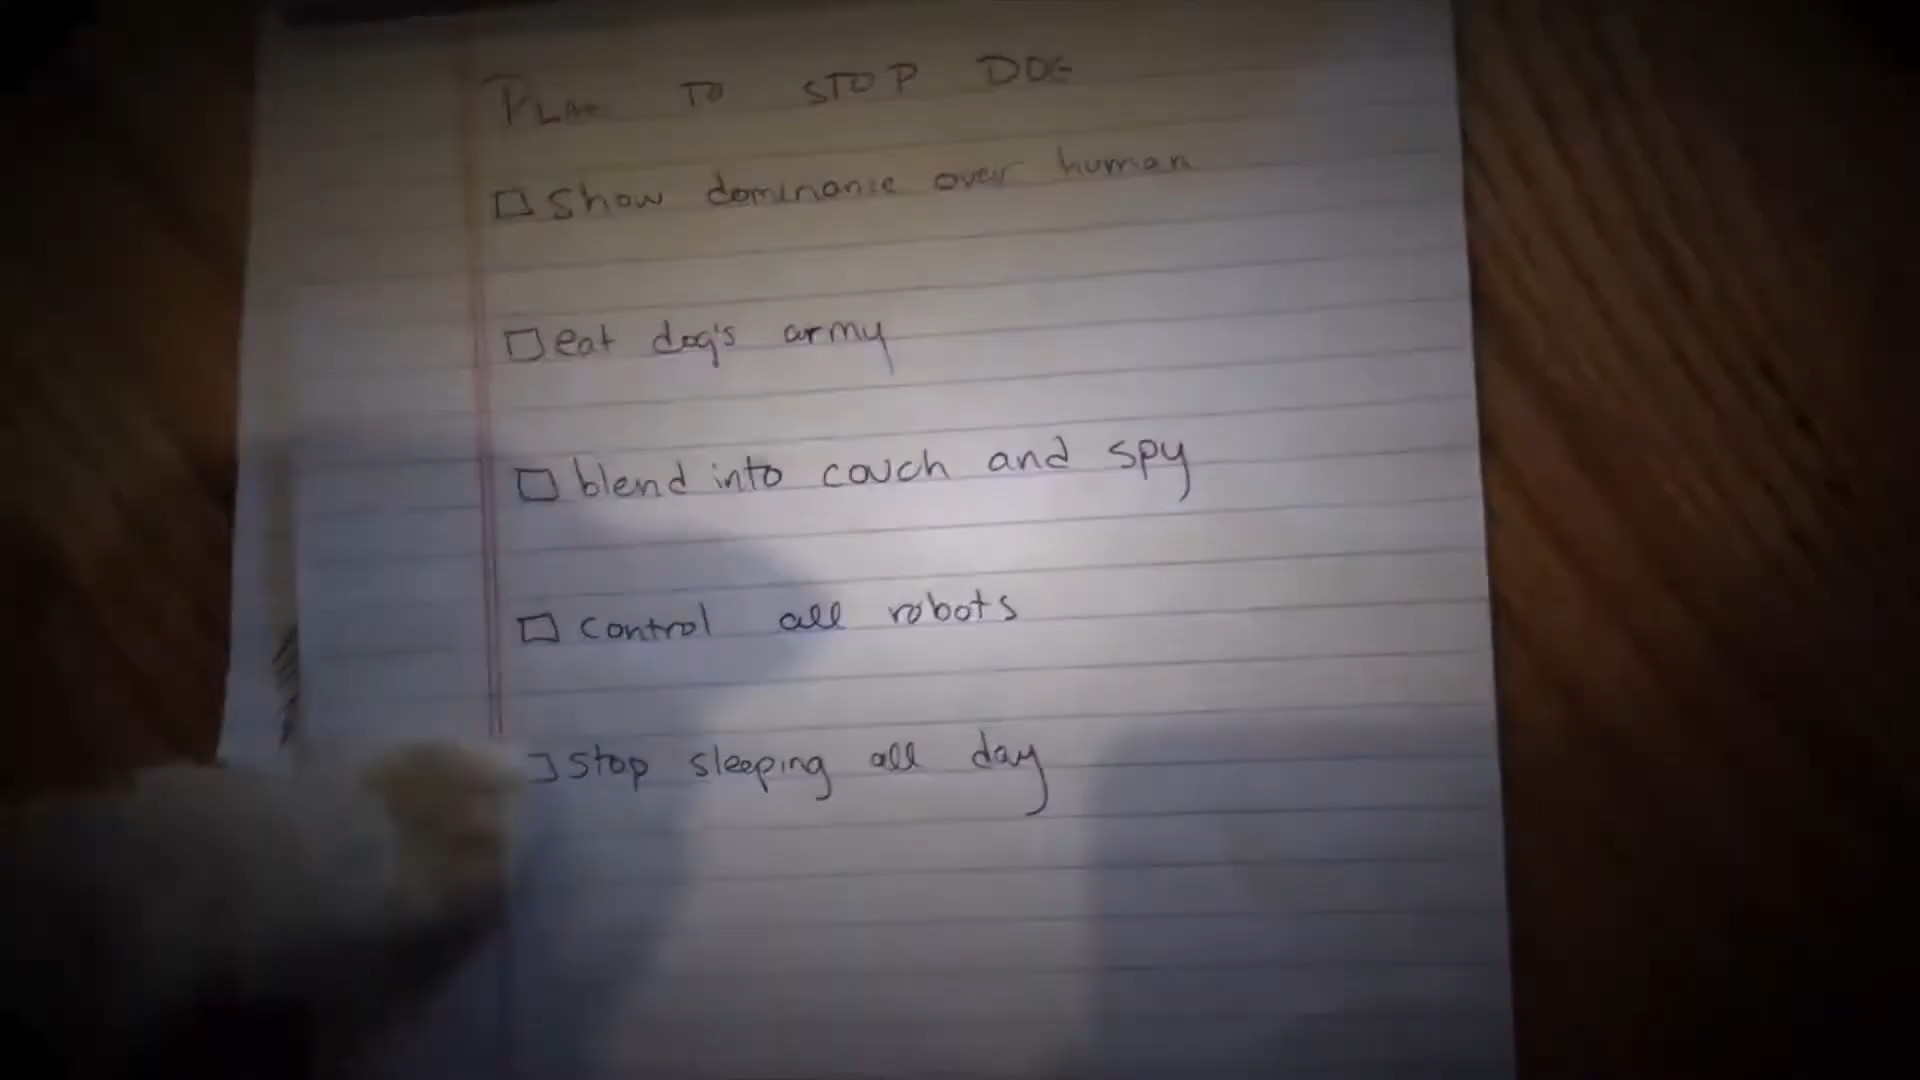 PLAN TO STOP DOG
show dominance over human
eat dog's army
blend into couch and spy
control all robots
stop sleeping all day